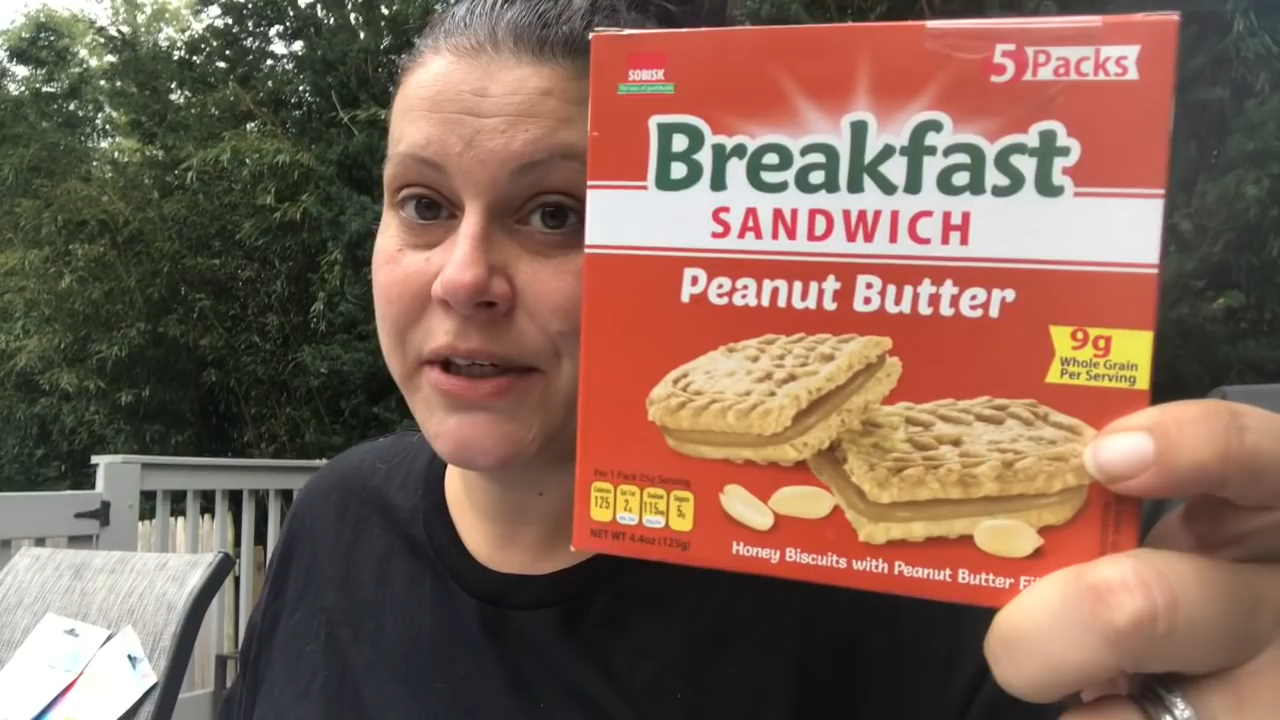 SOBISK
5 Packs
Breakfast
SANDWICH
Peanut Butter
9g
Whole Grain
Per Serving
Per 1 Pack 25g Serving
Calories
125
Sat Fat
2g
Sodium
115mg
Sugars
5g
NET WT 4.4oz (125g)
Honey Biscuits with Peanut Butter